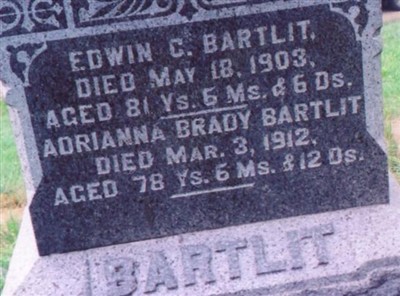 EDWIN C. BARTLIT,
DIED MAY 18, 1903,
AGED 81 Ys. 6 Ms. & 6 Ds.
ADRIANNA BRADY BARTLIT
DIED MAR. 3, 1912,
AGED 78 Ys. 6 Ms. & 12 Ds.
BARTLIT